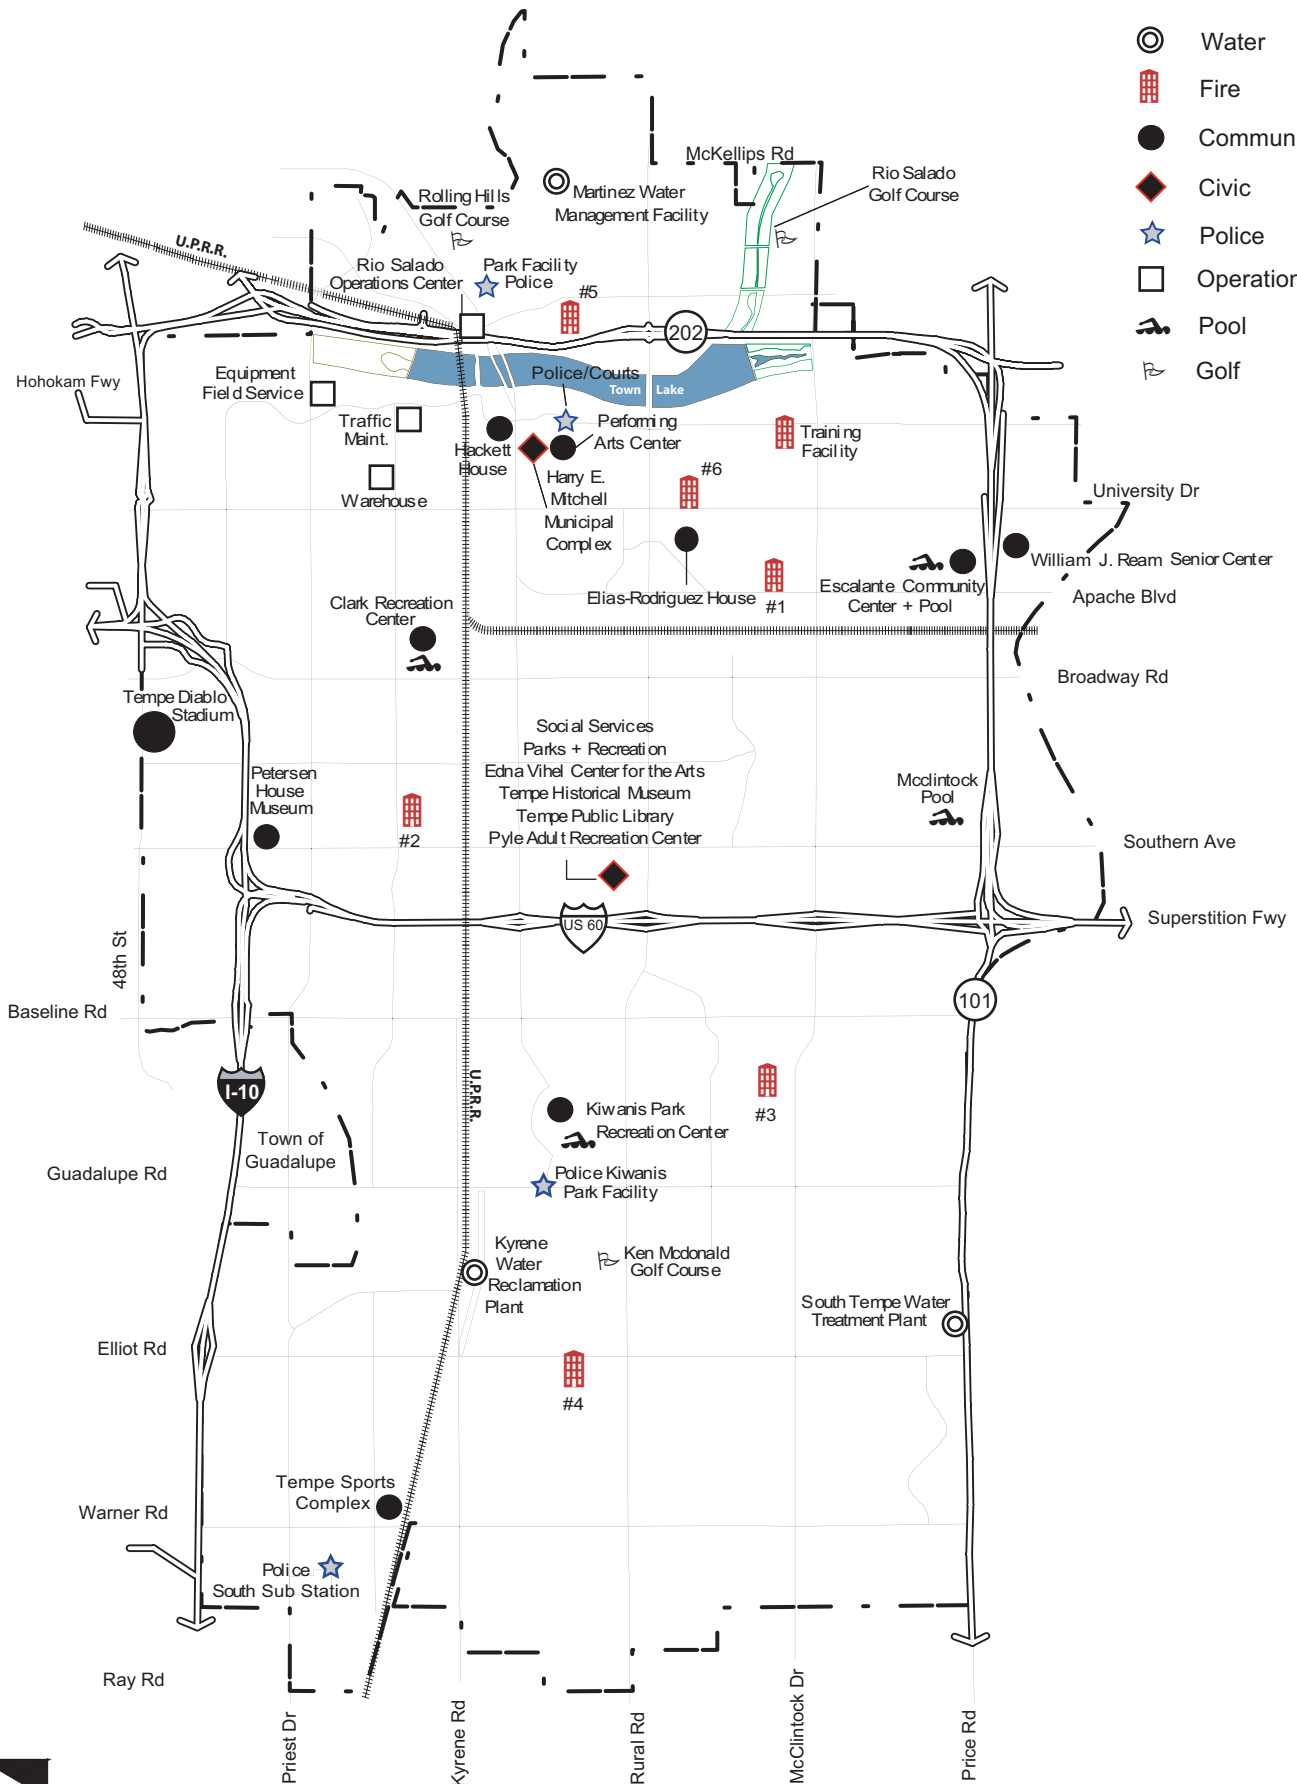 Water
Fire
Commun
Civic
Police
Operation
Pool
Golf
McKellips Rd
Rio Salado
Golf Course
Rolling Hills
Golf Course
Martinez Water
Management Facility
U.P.R.R.
Rio Salado
Operations Center
Park Facility
Police
#5
202
Hohokam Fwy
Equipment
Field Service
Police/Courts
Town Lake
Traffic
Maint.
Hackett
House
Performing
Arts Center
Training
Facility
Warehouse
Harry E.
Mitchell
Municipal
Complex
#6
University Dr
William J. Ream Senior Center
Escalante Community
Center + Pool
Elias-Rodriguez House
#1
Apache Blvd
Clark Recreation
Center
Broadway Rd
Tempe Diablo
Stadium
Social Services
Parks + Recreation
Edna Vihel Center for the Arts
Tempe Historical Museum
Tempe Public Library
Pyle Adult Recreation Center
Petersen
House
Museum
#2
Mcclintock
Pool
Southern Ave
US 60
Superstition Fwy
48th St
101
Baseline Rd
I-10
U.P.R.R.
#3
Kiwanis Park
Recreation Center
Town of
Guadalupe
Guadalupe Rd
Police Kiwanis
Park Facility
Kyrene
Water
Reclamation
Plant
Ken Mcdonald
Golf Course
South Tempe Water
Treatment Plant
Elliot Rd
#4
Tempe Sports
Complex
Warner Rd
Police
South Sub Station
Ray Rd
Priest Dr
Kyrene Rd
Rural Rd
McClintock Dr
Price Rd